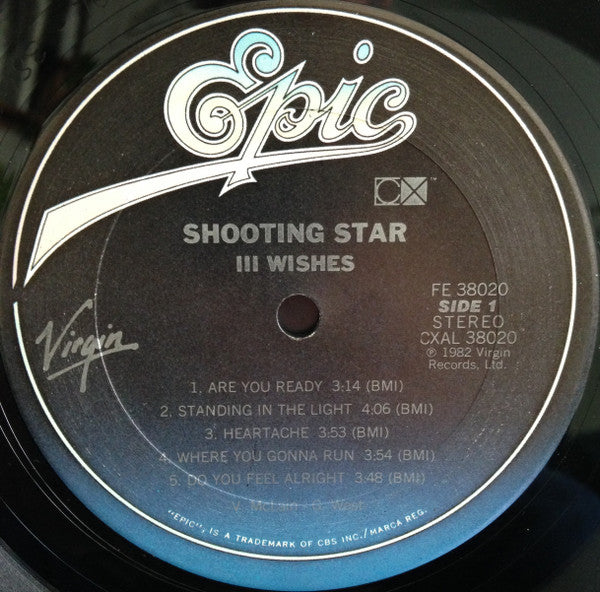 Epic
CX™
SHOOTING STAR
III WISHES
FE 38020
SIDE 1
STEREO
CXAL 38020
℗ 1982 Virgin
Records, Ltd.
Virgin
1. ARE YOU READY 3:14 (BMI)
2. STANDING IN THE LIGHT 4:06 (BMI)
3. HEARTACHE 3:53 (BMI)
4. WHERE YOU GONNA RUN 3:54 (BMI)
5. DO YOU FEEL ALRIGHT 3:48 (BMI)
V. McLain - G. West
"EPIC", IS A TRADEMARK OF CBS INC./MARCA REG.